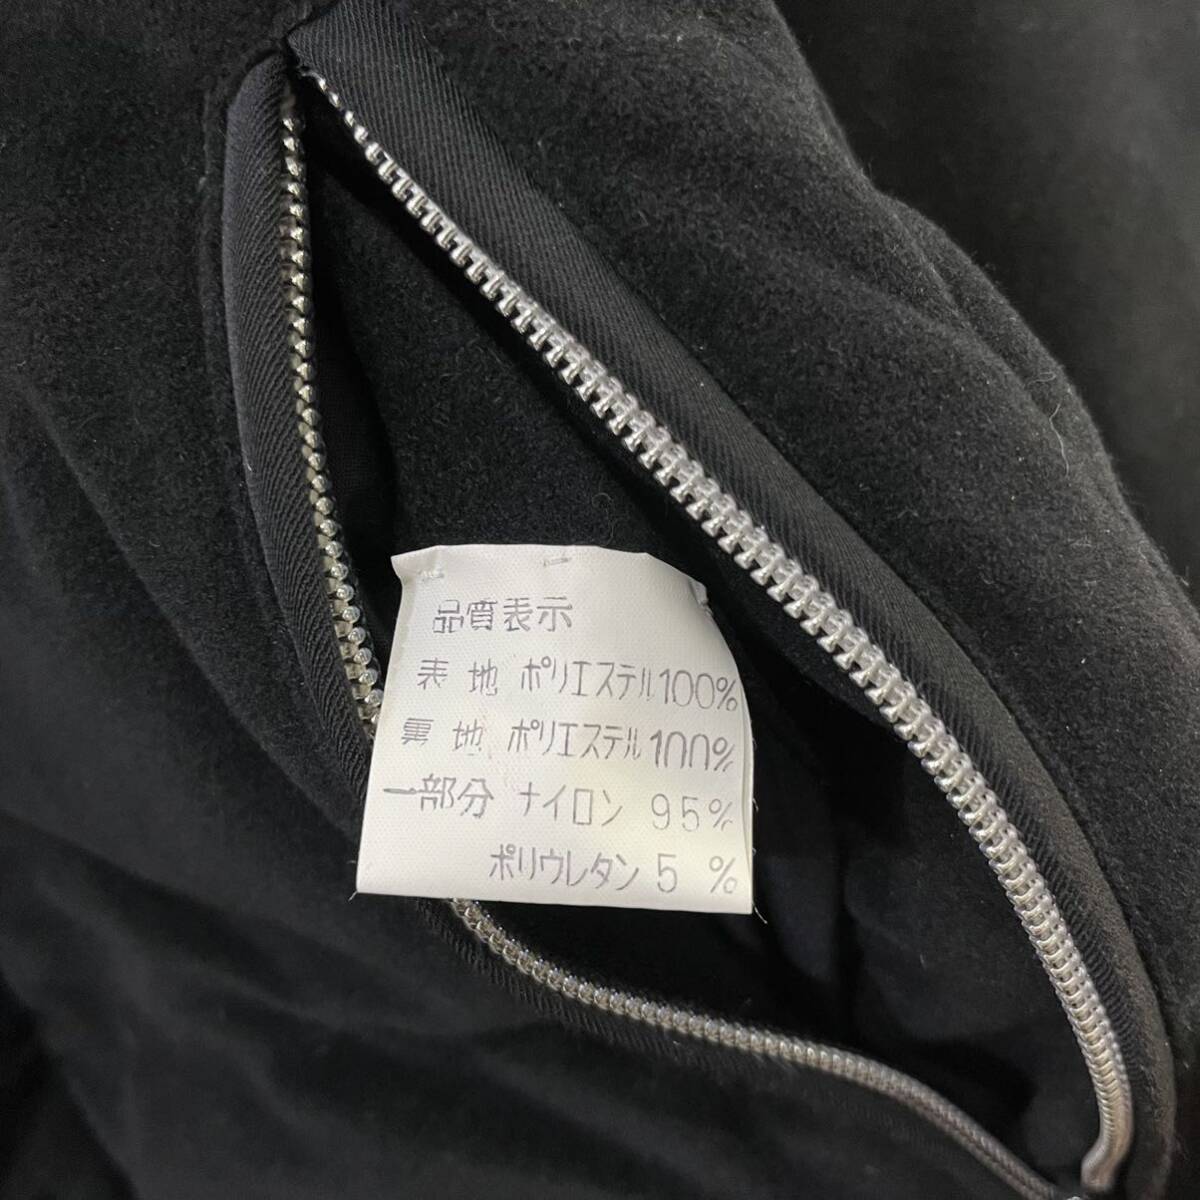 品質表示
表 地 ポリエステル100%
裏 地 ポリエステル100%
一部分 ナイロン 95%
ポリウレタン 5 %